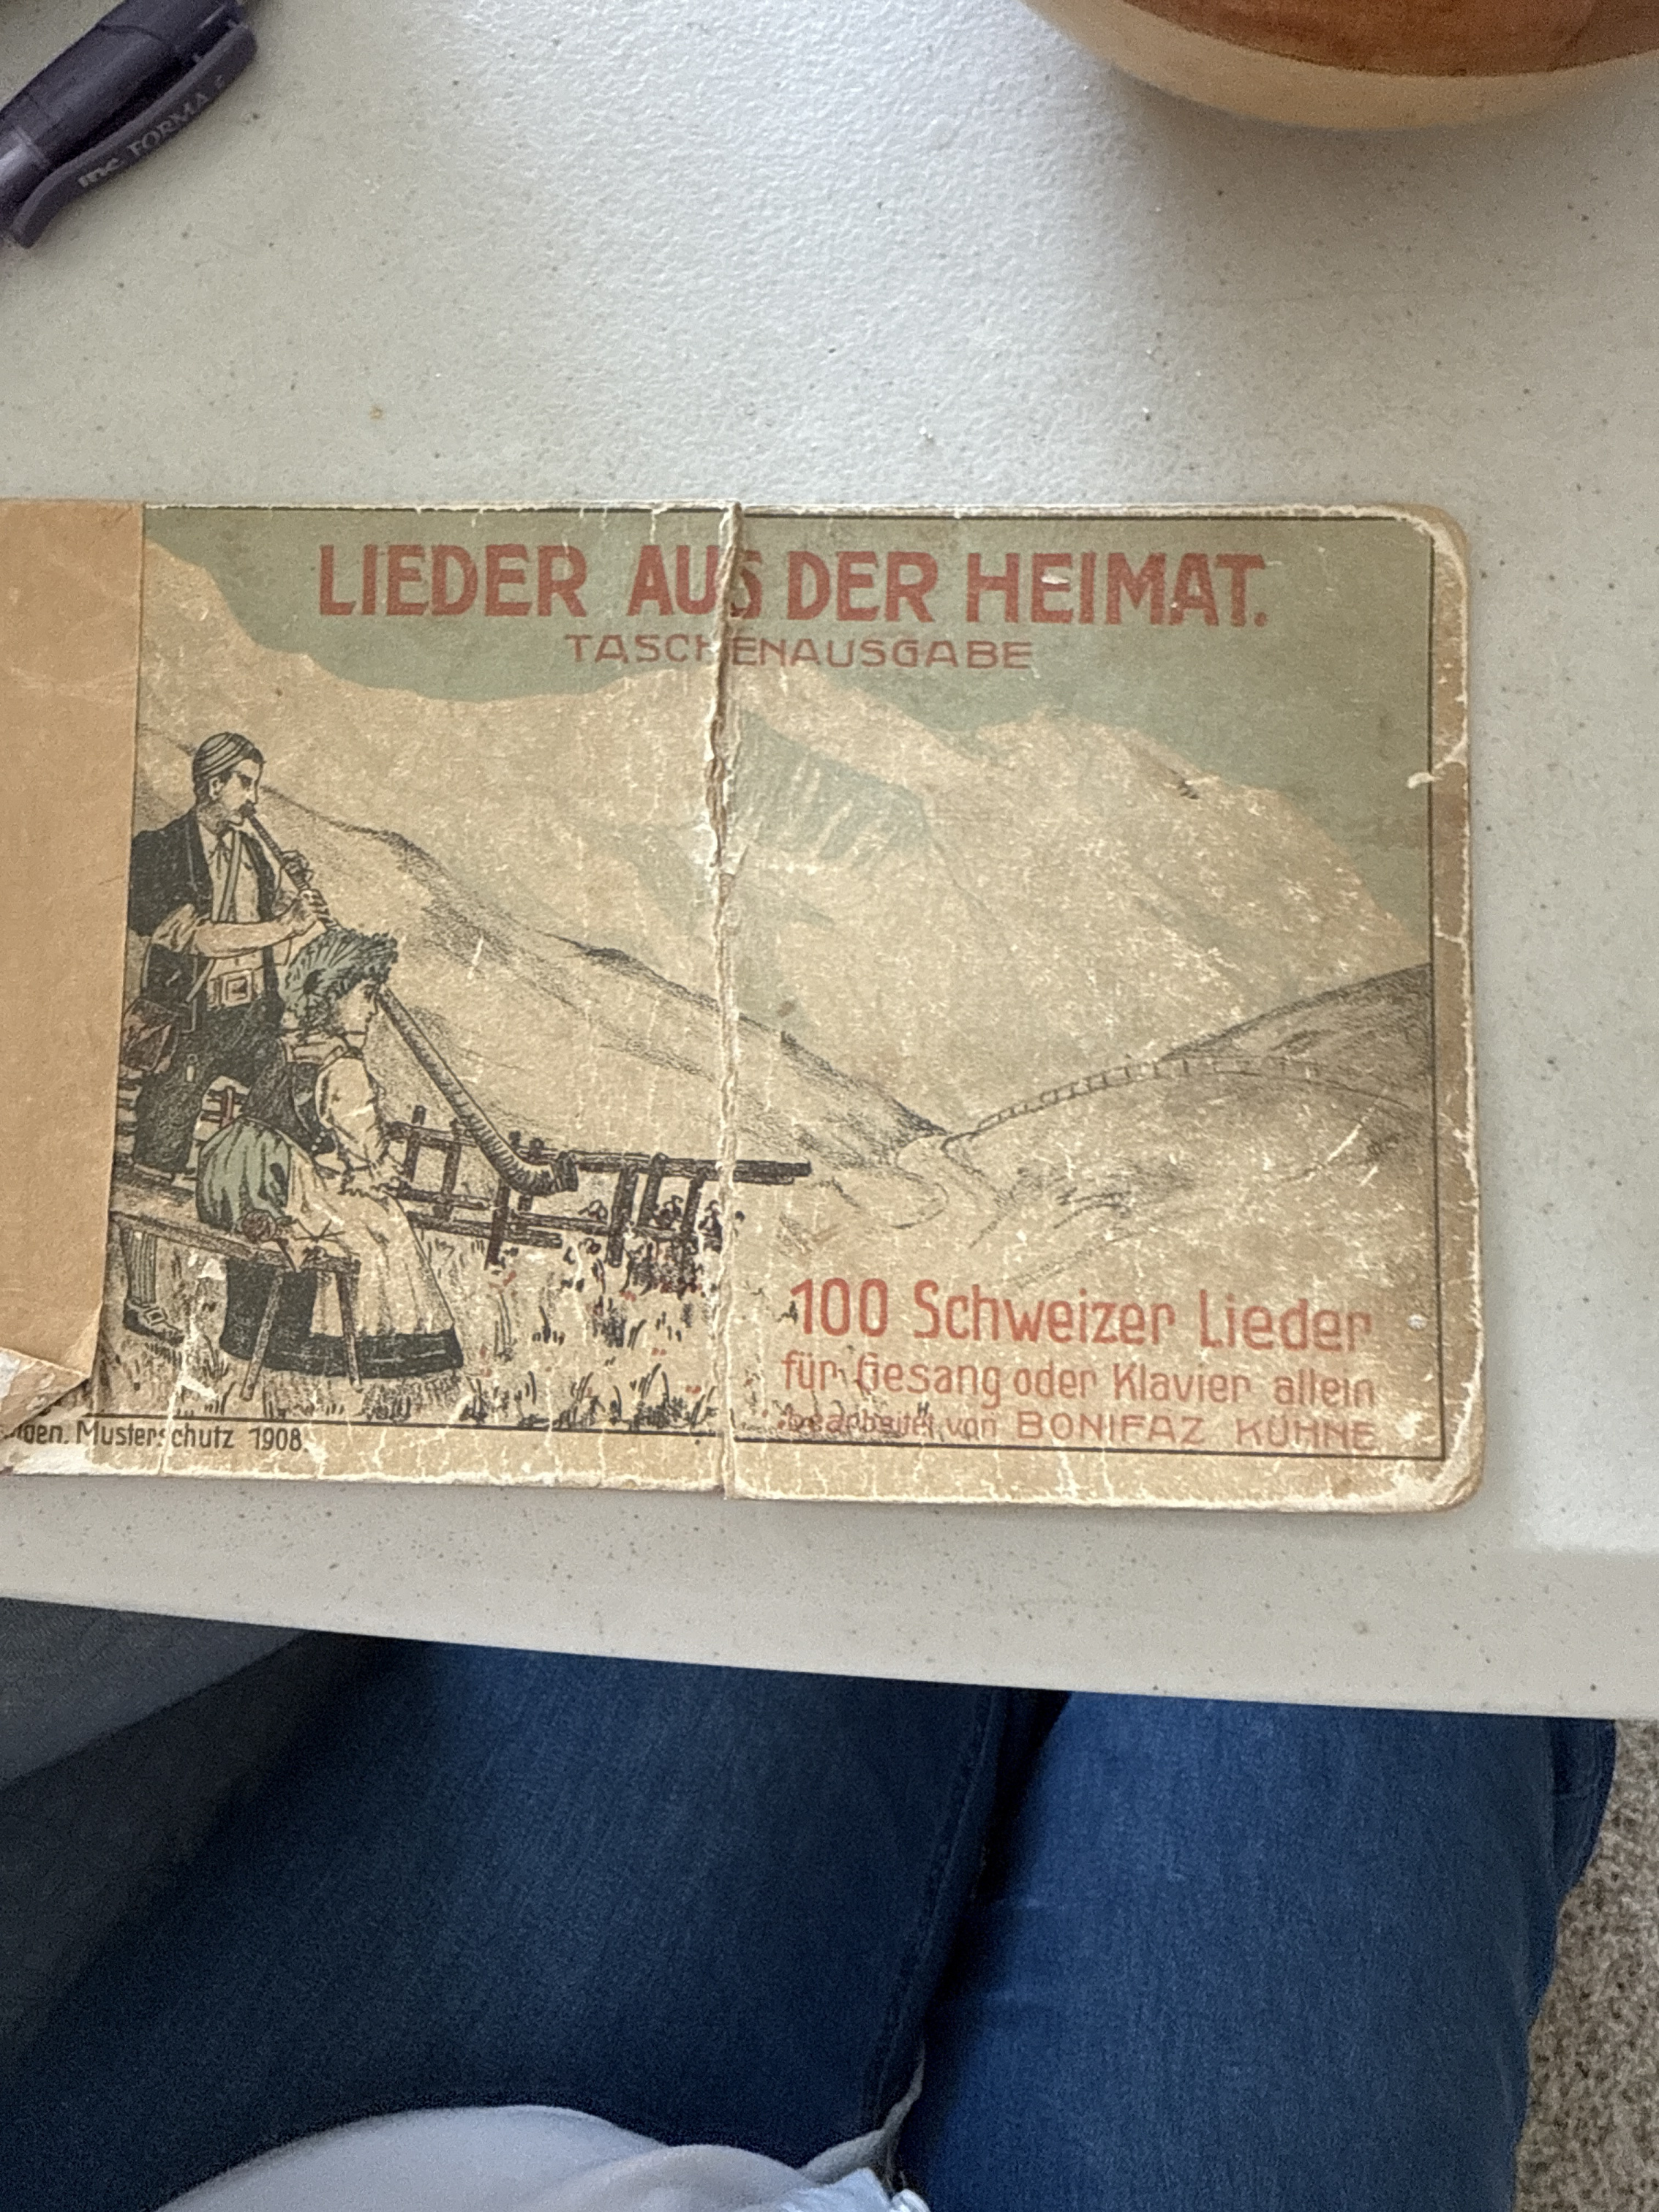 LIEDER AUS DER HEIMAT.
TASCHENAUSGABE
100 Schweizer Lieder
für Gesang oder Klavier allein
bearbeitet von BONIFAZ KÜHNE
Musterschutz 1908.